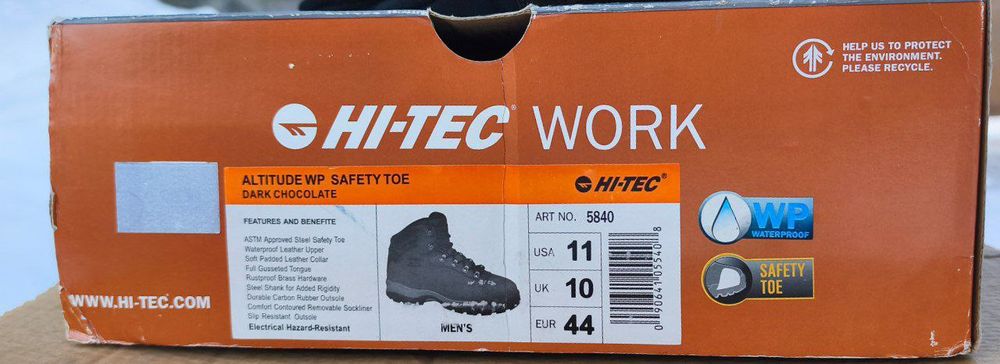 HELP US TO PROTECT
THE ENVIRONMENT.
PLEASE RECYCLE.
HI-TEC® WORK
ALTITUDE WP SAFETY TOE
DARK CHOCOLATE
HI-TEC®
FEATURES AND BENEFITE
ASTM Approved Steel Safety Toe
Waterproof Leather Upper
Soft Padded Leather Collar
Full Gusseted Tongue
Rustproof Brass Hardware
Steel Shank for Added Rigidity
Durable Carbon Rubber Outsole
Comfort Contoured Removable Sockliner
Slip Resistant Outsole
Electrical Hazard-Resistant
MEN'S
ART NO. 5840
USA 11
UK 10
EUR 44
0 90641 05540 8
WP
WATERPROOF
SAFETY
TOE
WWW.HI-TEC.COM